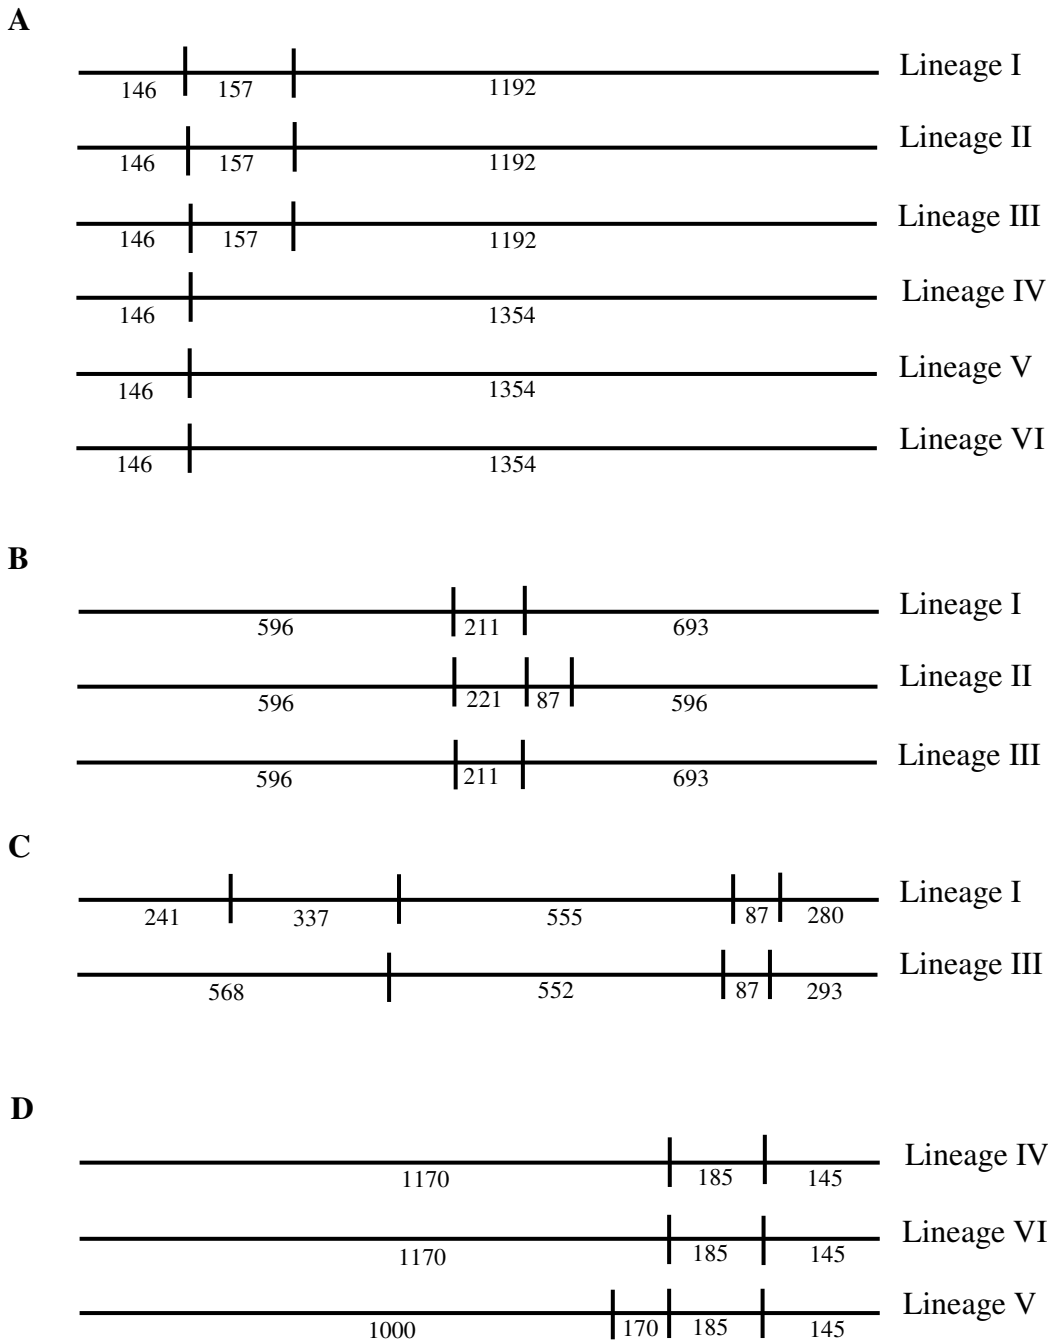 A
Lineage I
146 157 1192
Lineage II
146 157 1192
Lineage III
146 157 1192
Lineage IV
146 1354
Lineage V
146 1354
Lineage VI
146 1354
B
Lineage I
596 211 693
Lineage II
596 221 87 596
Lineage III
596 211 693
C
Lineage I
241 337 555 87 280
Lineage III
568 552 87 293
D
Lineage IV
1170 185 145
Lineage VI
1170 185 145
Lineage V
1000 170 185 145